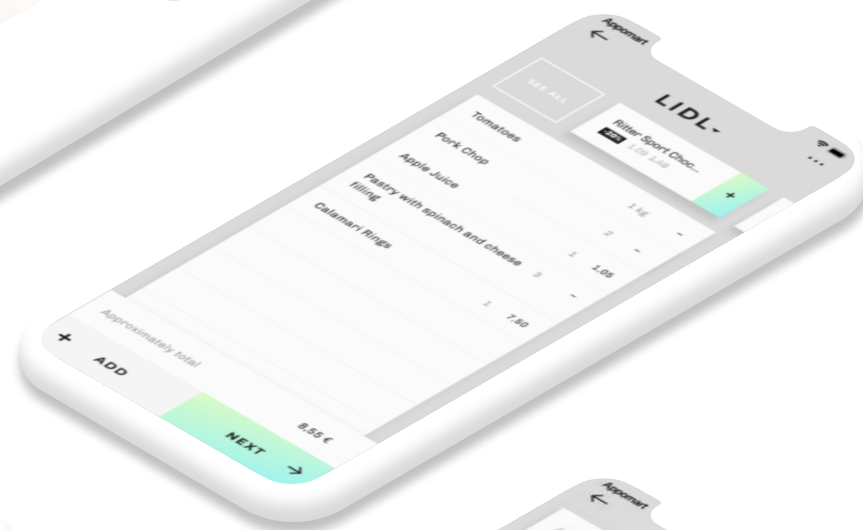 Appomart
LIDL
SEE ALL
Ritter Sport Choc...
-30%
Tomatoes 1 kg –
Pork Chop 2 –
Apple Juice 1 1,05
Pastry with spinach and cheese
filling 3 –
Calamari Rings 1 7,50
Approximately total
8,55 €
+ ADD
NEXT →
Appomart